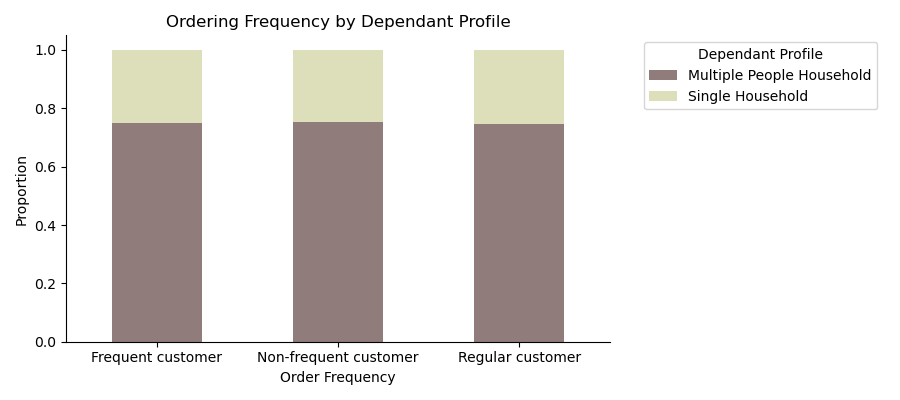 Ordering Frequency by Dependant Profile
Proportion
1.0
0.8
0.6
0.4
0.2
0.0
Frequent customer
Non-frequent customer
Regular customer
Order Frequency
Dependant Profile
Multiple People Household
Single Household